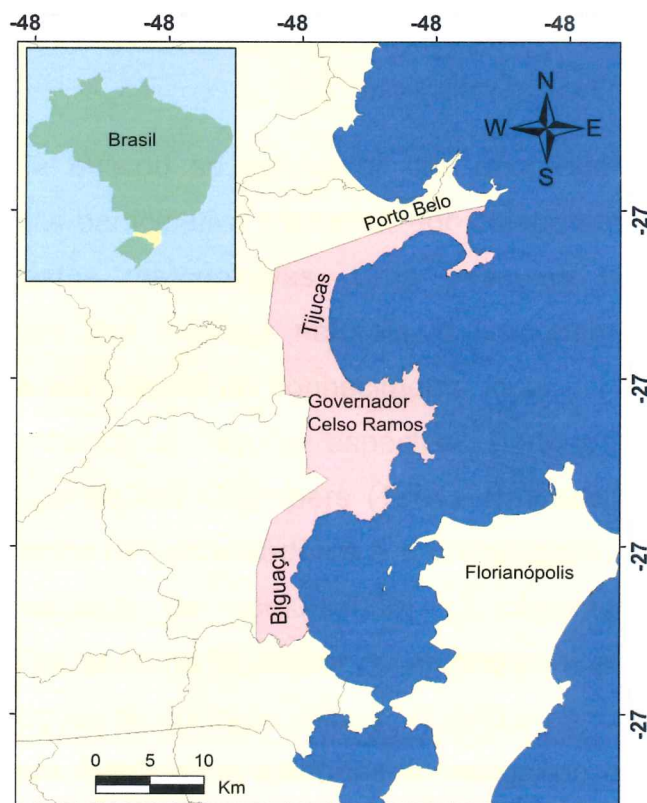 -48 -48 -48 -48 -48
Brasil
N
W E
S
Porto Belo
-27
Tijucas
-27
Governador
Celso Ramos
-27
Florianópolis
Biguaçu
-27
0 5 10
Km